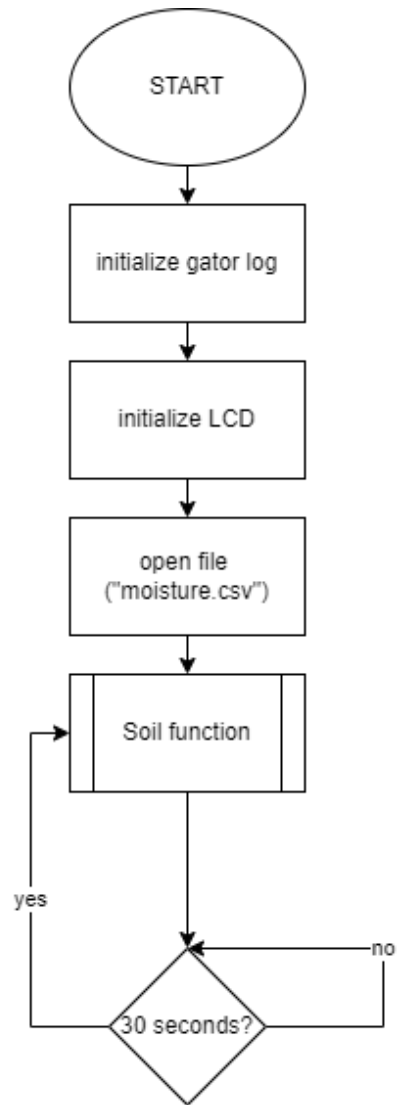 START
initialize gator log
initialize LCD
open file
("moisture.csv")
Soil function
yes
no
30 seconds?